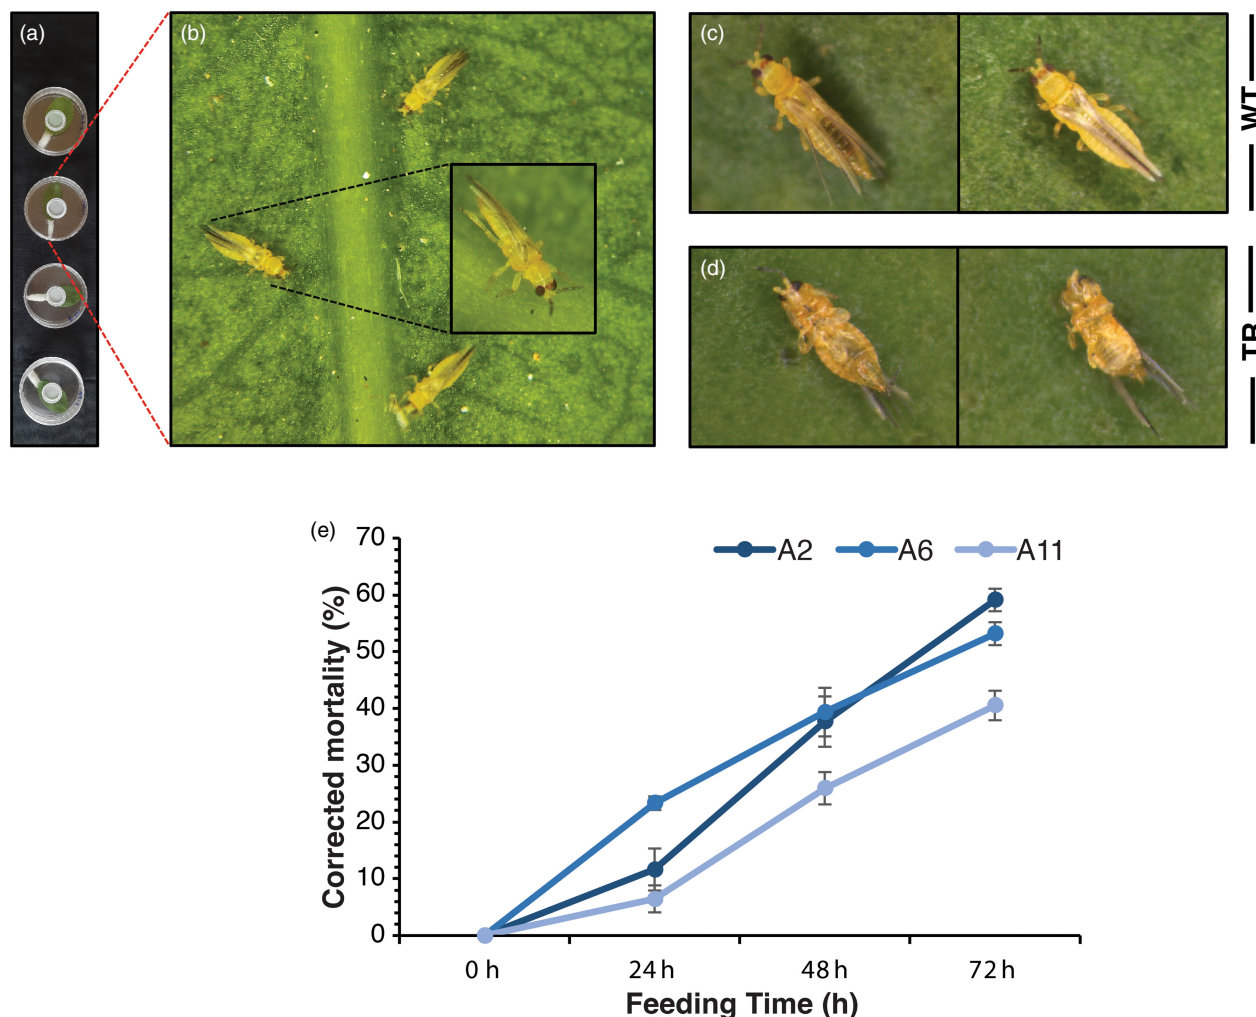 (a)
(b)
(c)
WT
(d)
TR
(e)
A2 A6 A11
Corrected mortality (%)
70
60
50
40
30
20
10
0
0 h 24 h 48 h 72 h
Feeding Time (h)